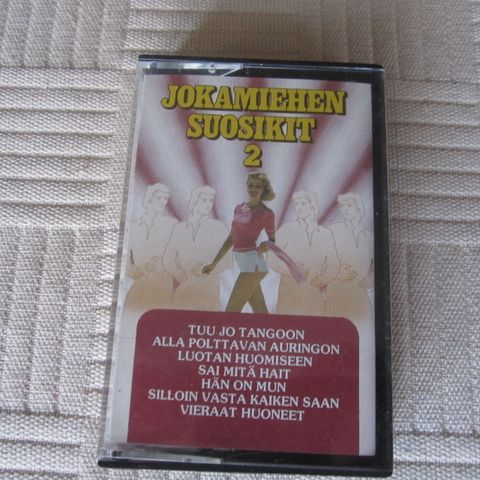 JOKAMIEHEN
SUOSIKIT
2
TUU JO TANGOON
ALLA POLTTAVAN AURINGON
LUOTAN HUOMISEEN
SAI MITÄ HAIT
HÄN ON MUN
SILLOIN VASTA KAIKEN SAAN
VIERAAT HUONEET